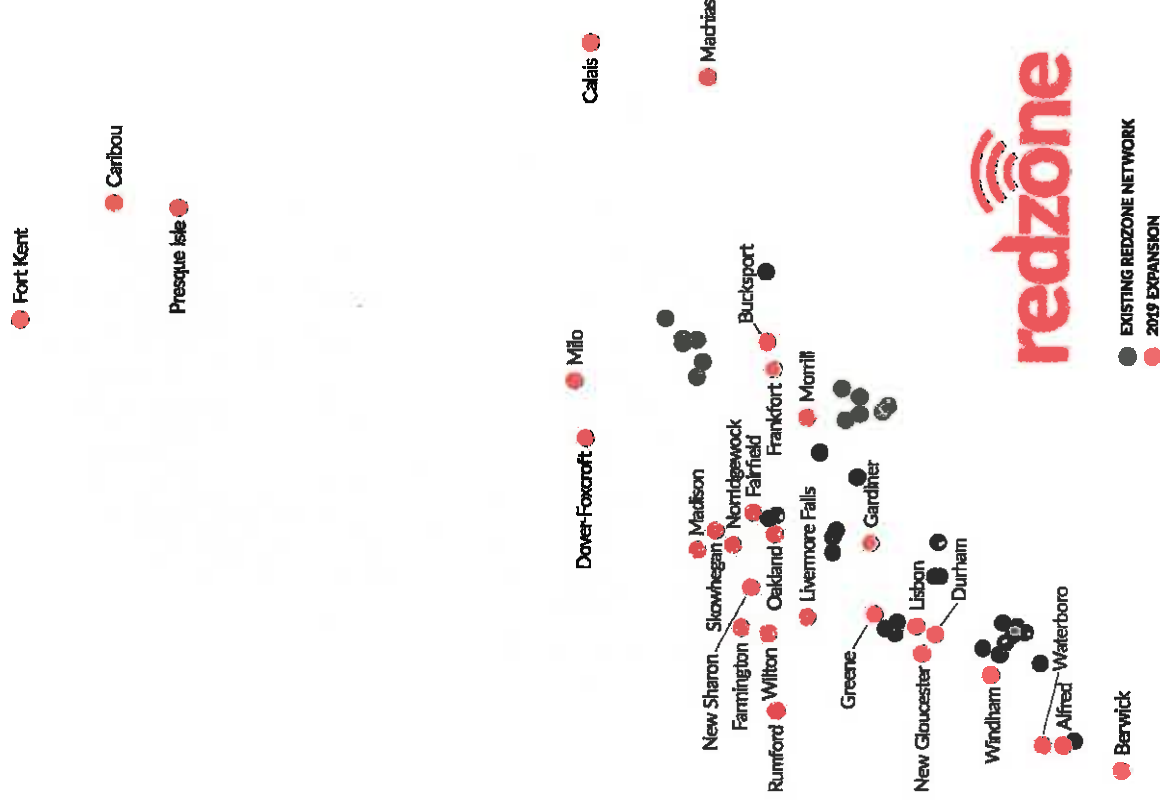 Fort Kent
Caribou
Presque Isle
Calais
Machias
Milo
Dover-Foxcroft
Bucksport
Frankfort
Morrill
Madison
Skowhegan
Norridgewock
Fairfield
Oakland
New Sharon
Farmington
Wilton
Rumford
Livermore Falls
Gardiner
Greene
Lisbon
Durham
New Gloucester
Windham
Waterboro
Alfred
Berwick
redzone
EXISTING REDZONE NETWORK
2019 EXPANSION